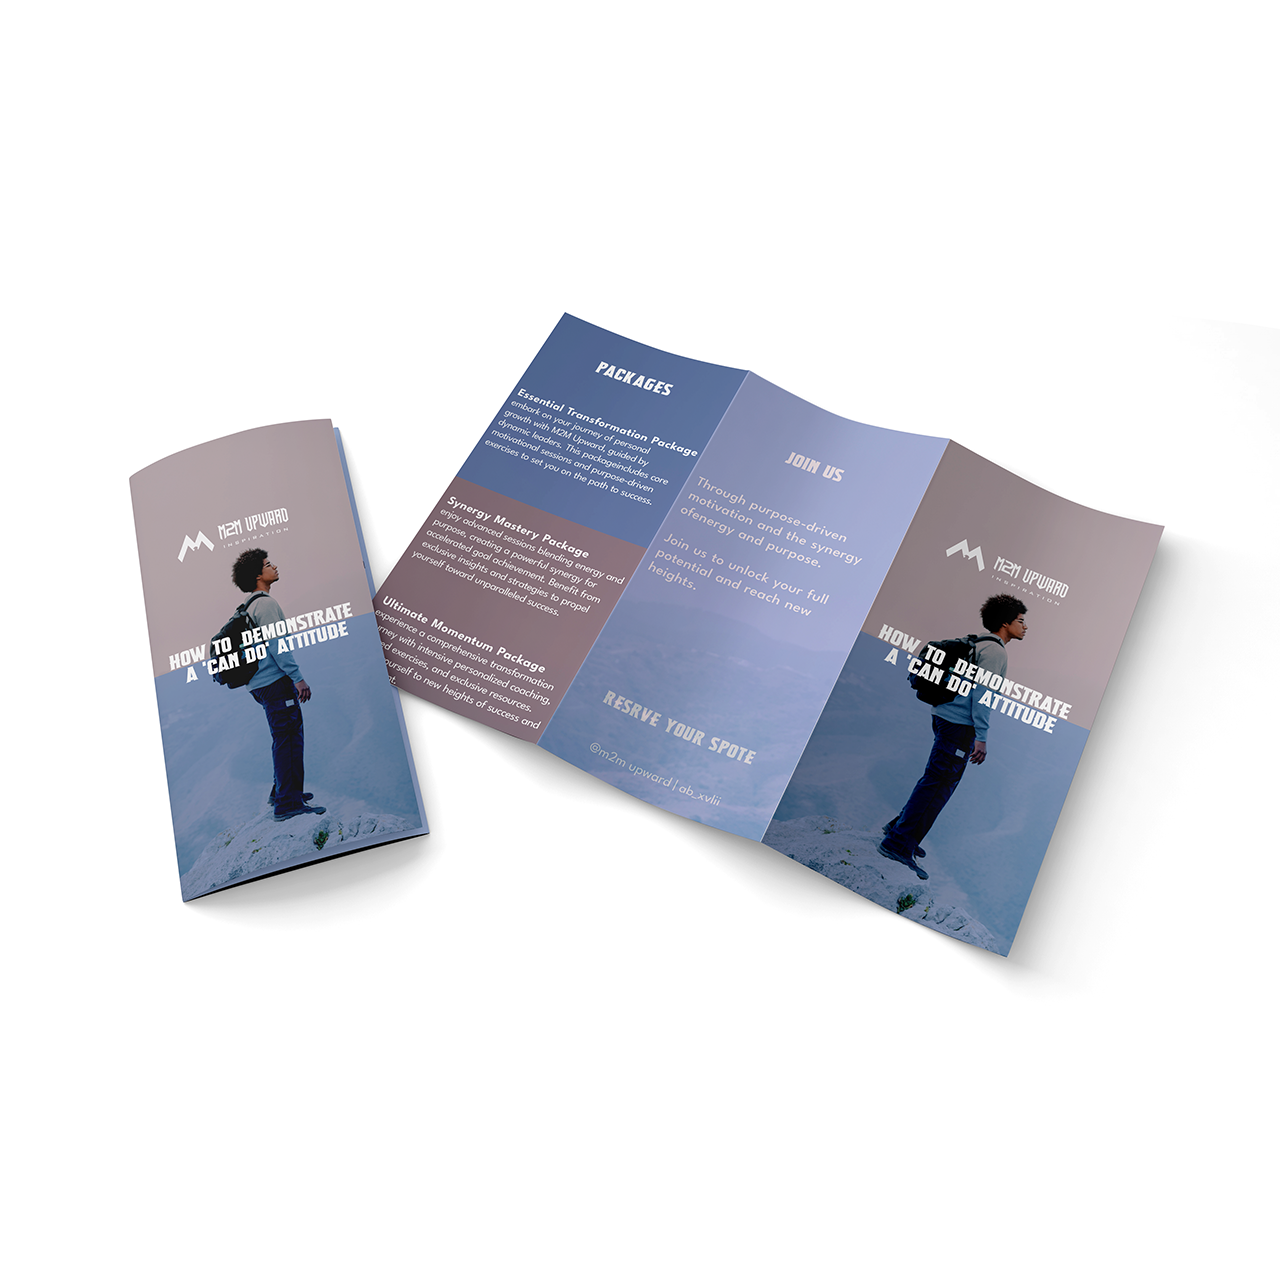 M2M UPWARD
INSPIRATION
HOW TO DEMONSTRATE
A 'CAN DO' ATTITUDE
PACKAGES
Essential Transformation Package
embark on your journey of personal
growth with M2M Upward, guided by
dynamic leaders. This packageincludes core
motivational sessions and purpose-driven
exercises to set you on the path to success.
Synergy Mastery Package
enjoy advanced sessions blending energy and
purpose, creating a powerful synergy for
accelerated goal achievement. Benefit from
exclusive insights and strategies to propel
yourself toward unparalleled success.
Ultimate Momentum Package
experience a comprehensive transformation
with intensive personalized coaching,
exercises, and exclusive resources.
to new heights of success and
JOIN US
Through purpose-driven
motivation and the synergy
ofenergy and purpose.
Join us to unlock your full
potential and reach new
heights.
RESRVE YOUR SPOTE
@m2m upward | ab_xvlii
M2M UPWARD
INSPIRATION
HOW TO DEMONSTRATE
A 'CAN DO' ATTITUDE